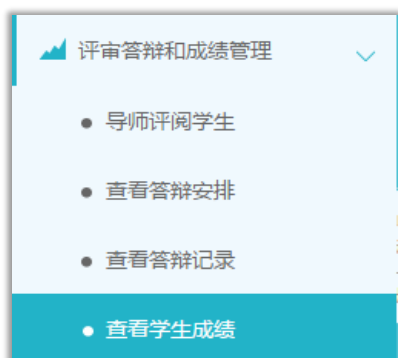 评审答辩和成绩管理
导师评阅学生
查看答辩安排
查看答辩记录
查看学生成绩